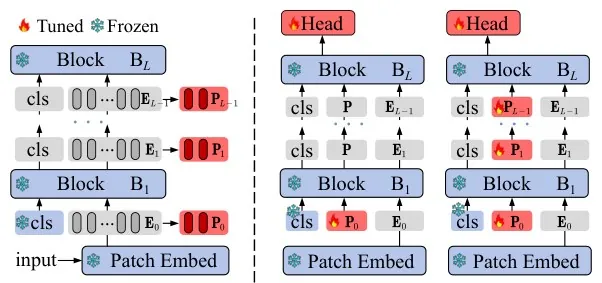 Tuned Frozen
Block B_L
cls ... E_{L-1} P_{L-1}
. . .
cls ... E_1 P_1
Block B_1
cls ... E_0 P_0
input Patch Embed
Head
Block B_L
cls P E_{L-1}
. . .
cls P E_1
Block B_1
cls P_0 E_0
Patch Embed
Head
Block B_L
cls P_{L-1} E_{L-1}
. . .
cls P_1 E_1
Block B_1
cls P_0 E_0
Patch Embed